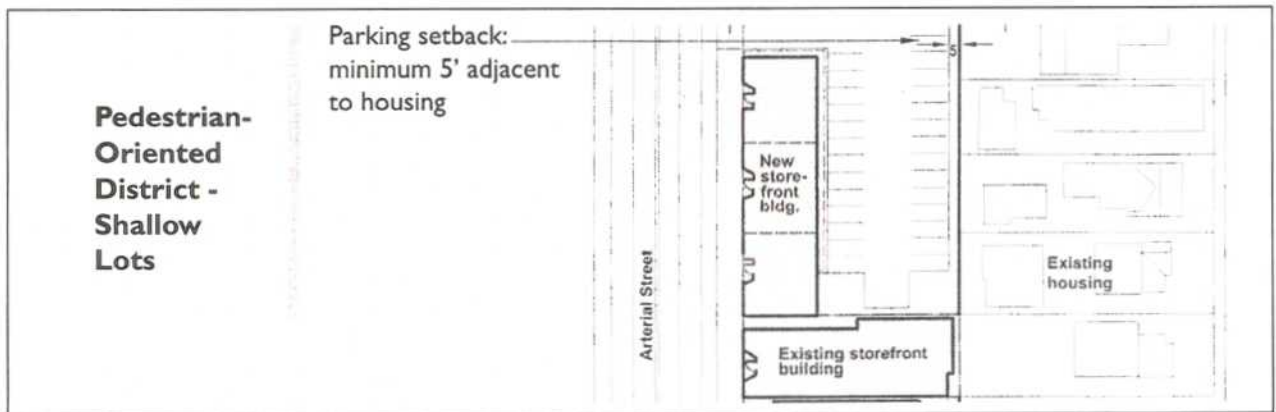 Parking setback:
minimum 5' adjacent
to housing
5
Pedestrian-
Oriented
District -
Shallow
Lots
New
store-
front
bldg.
Arterial Street
Existing
housing
Existing storefront
building